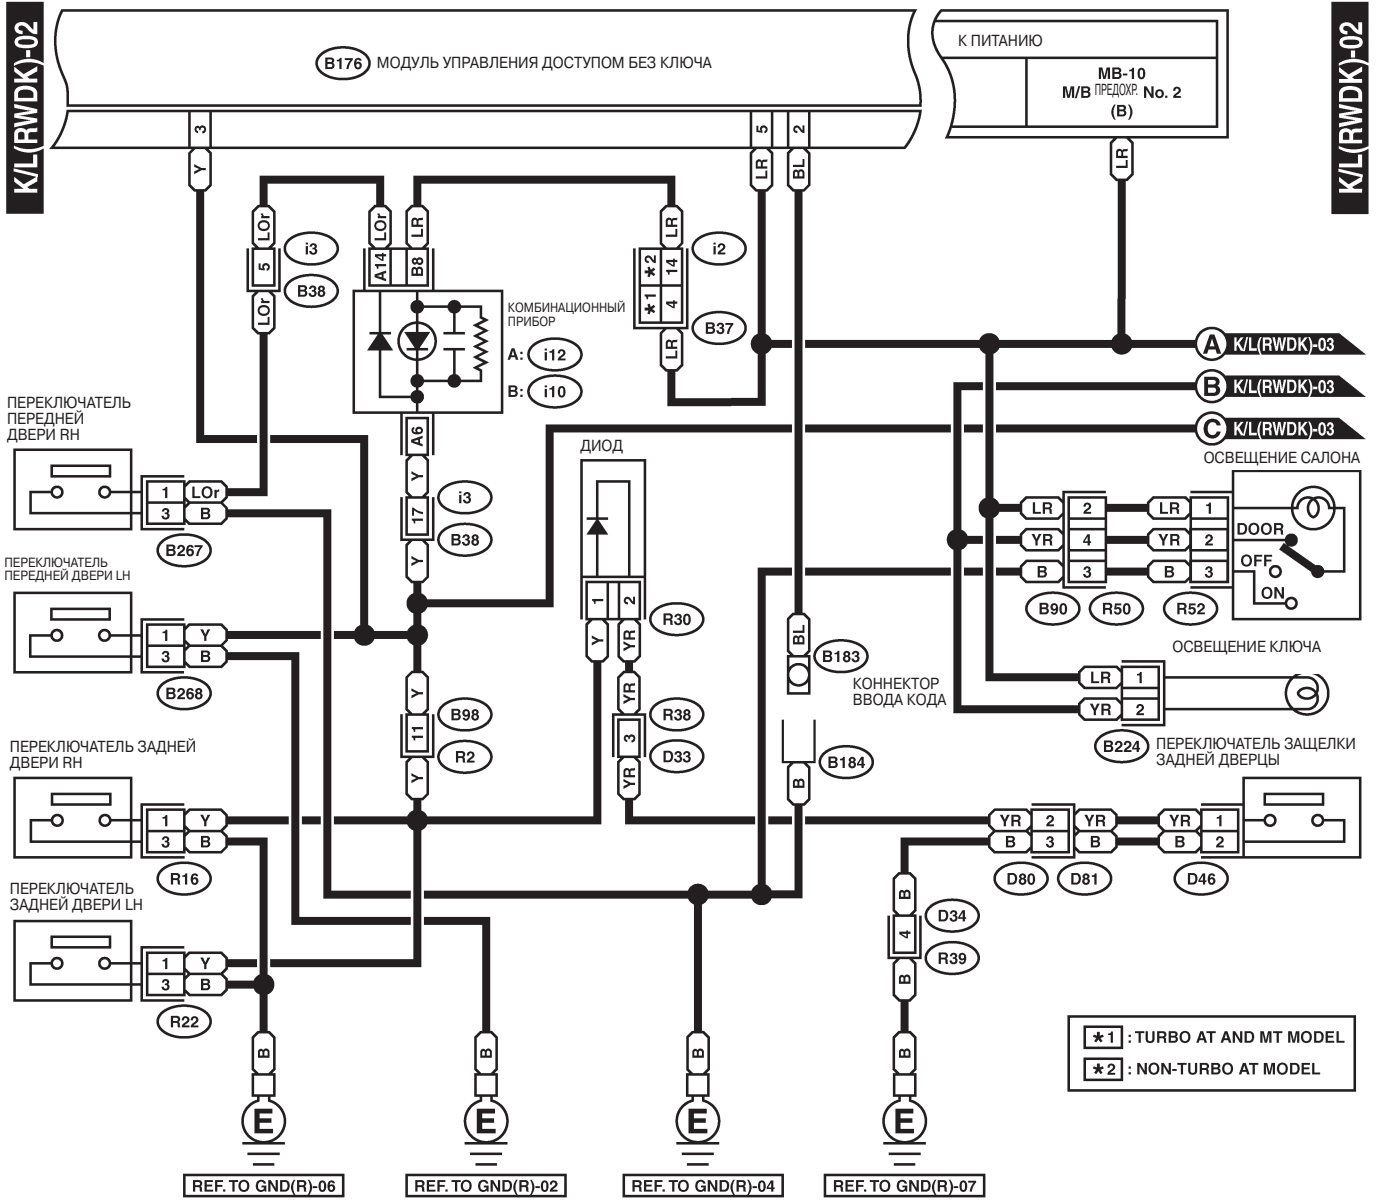 K/L(RWDK)-02
K/L(RWDK)-02
B176 МОДУЛЬ УПРАВЛЕНИЯ ДОСТУПОМ БЕЗ КЛЮЧА
К ПИТАНИЮ
MB-10
M/B ПРЕДОХР. No. 2
(B)
3
5
2
Y
LR
BL
LR
LOr
LOr
LR
LR
5
i3
A14
B8
*2
14
i2
B38
*1
4
LOr
КОМБИНАЦИОННЫЙ
ПРИБОР
B37
LR
A: i12
B: i10
A K/L(RWDK)-03
B K/L(RWDK)-03
C K/L(RWDK)-03
ПЕРЕКЛЮЧАТЕЛЬ
ПЕРЕДНЕЙ
ДВЕРИ RH
A6
ДИОД
ОСВЕЩЕНИЕ САЛОНА
Y
1 LOr
3 B
B267
17
i3
B38
Y
LR 2 LR 1
YR 4 YR 2
B 3 B 3
DOOR
OFF
ON
B90 R50 R52
ПЕРЕКЛЮЧАТЕЛЬ
ПЕРЕДНЕЙ ДВЕРИ LH
1
2
R30
Y
YR
BL
1 Y
3 B
B268
B183
КОННЕКТОР
ВВОДА КОДА
ОСВЕЩЕНИЕ КЛЮЧА
LR 1
YR 2
B224
Y
YR
B98
11
R2
Y
R38
3
D33
YR
B184
B
ПЕРЕКЛЮЧАТЕЛЬ ЗАДНЕЙ
ДВЕРИ RH
ПЕРЕКЛЮЧАТЕЛЬ ЗАЩЕЛКИ
ЗАДНЕЙ ДВЕРЦЫ
1 Y
3 B
R16
YR 2 YR YR 1
B 3 B B 2
D80 D81 D46
ПЕРЕКЛЮЧАТЕЛЬ
ЗАДНЕЙ ДВЕРИ LH
B
D34
4
R39
B
1 Y
3 B
R22
*1 : TURBO AT AND MT MODEL
*2 : NON-TURBO AT MODEL
B
B
B
B
E
E
E
E
REF. TO GND(R)-06
REF. TO GND(R)-02
REF. TO GND(R)-04
REF. TO GND(R)-07